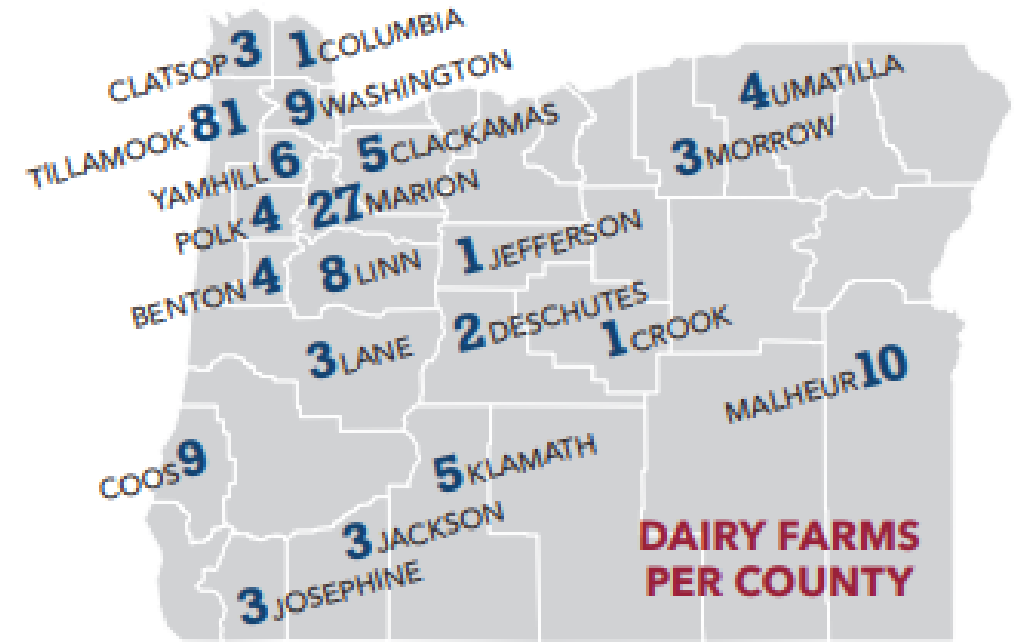 CLATSOP 3
1 COLUMBIA
TILLAMOOK 81
9 WASHINGTON
4 UMATILLA
YAMHILL 6
5 CLACKAMAS
3 MORROW
POLK 4
27 MARION
BENTON 4
8 LINN
1 JEFFERSON
2 DESCHUTES
1 CROOK
3 LANE
MALHEUR 10
COOS 9
5 KLAMATH
3 JACKSON
3 JOSEPHINE
DAIRY FARMS
PER COUNTY